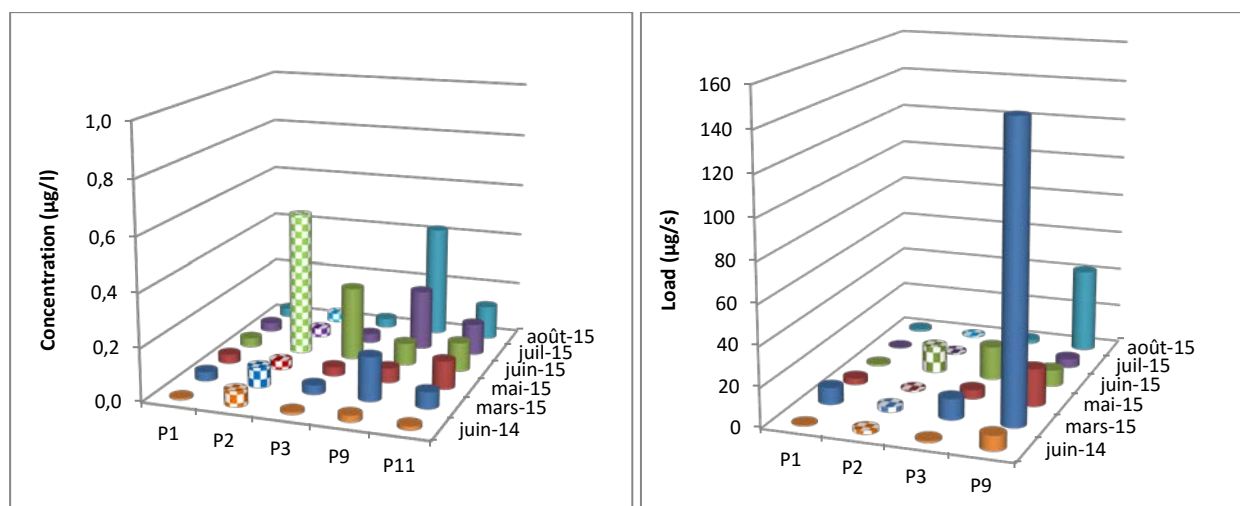 Concentration (µg/l)
1,0
0,8
0,6
0,4
0,2
0,0
P1
P2
P3
P9
P11
août-15
juil-15
juin-15
mai-15
mars-15
juin-14
Load (µg/s)
160
140
120
100
80
60
40
20
0
P1
P2
P3
P9
août-15
juil-15
juin-15
mai-15
mars-15
juin-14